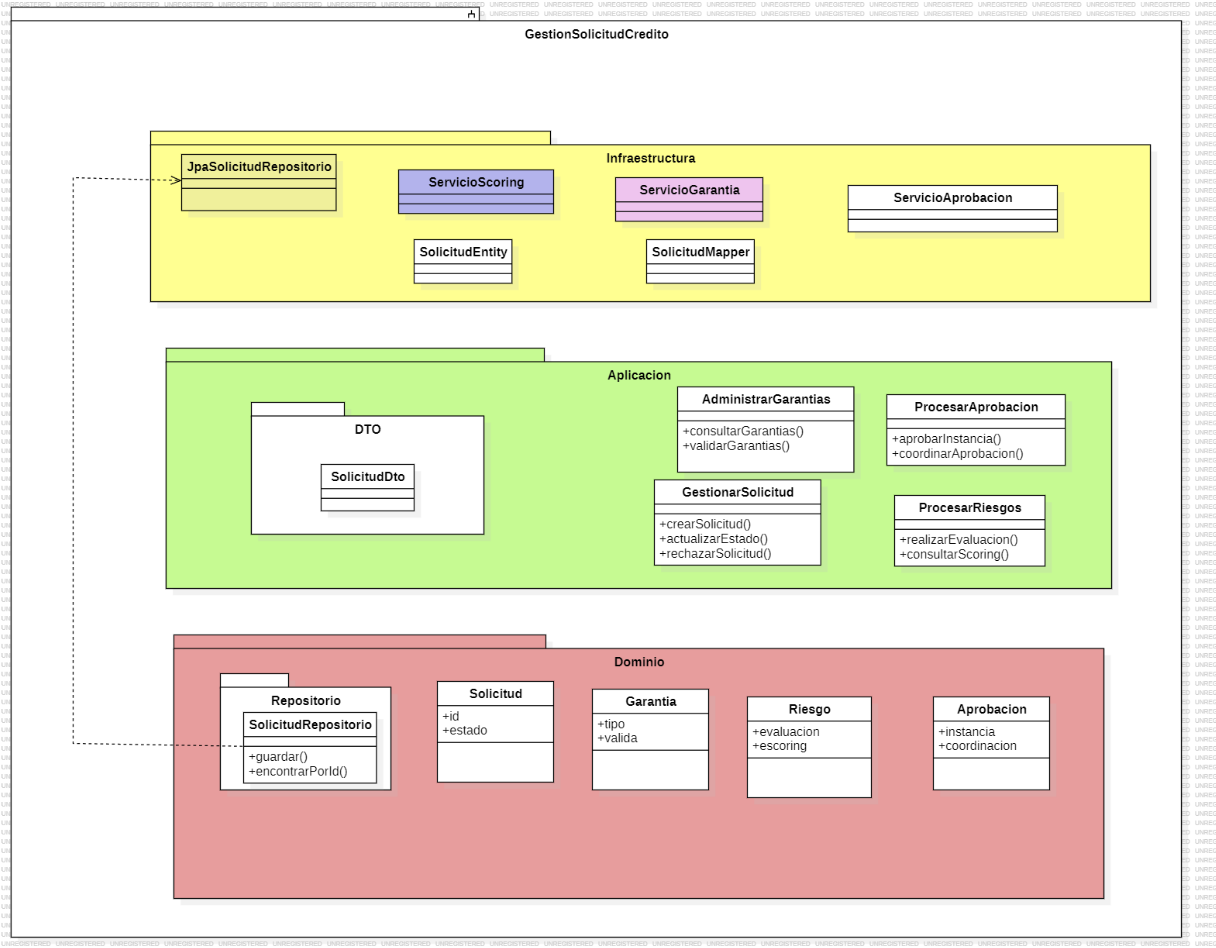 GestionSolicitudCredito
Infraestructura
JpaSolicitudRepositorio
ServicioScoring
ServicioGarantia
ServicioAprobacion
SolicitudEntity
SolicitudMapper
Aplicacion
DTO
SolicitudDto
AdministrarGarantias
+consultarGarantias()
+validarGarantias()
ProcesarAprobacion
+aprobarInstancia()
+coordinarAprobacion()
GestionarSolicitud
+crearSolicitud()
+actualizarEstado()
+rechazarSolicitud()
ProcesarRiesgos
+realizarEvaluacion()
+consultarScoring()
Dominio
Repositorio
SolicitudRepositorio
+guardar()
+encontrarPorId()
Solicitud
+id
+estado
Garantia
+tipo
+valida
Riesgo
+evaluacion
+escoring
Aprobacion
+instancia
+coordinacion
UNREGISTERED